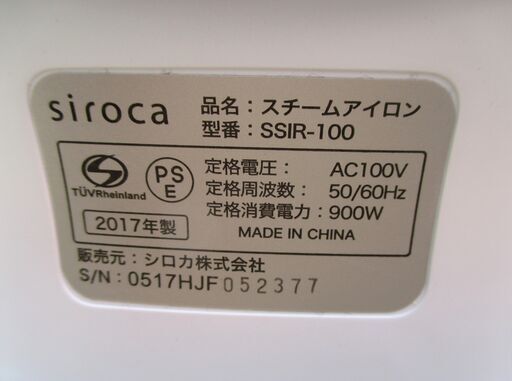 siroca
品名：スチームアイロン
型番：SSIR-100
TÜVRheinland
PS
E
定格電圧： AC100V
定格周波数： 50/60Hz
定格消費電力：900W
2017年製
MADE IN CHINA
販売元：シロカ株式会社
S/N：0517HJF052377